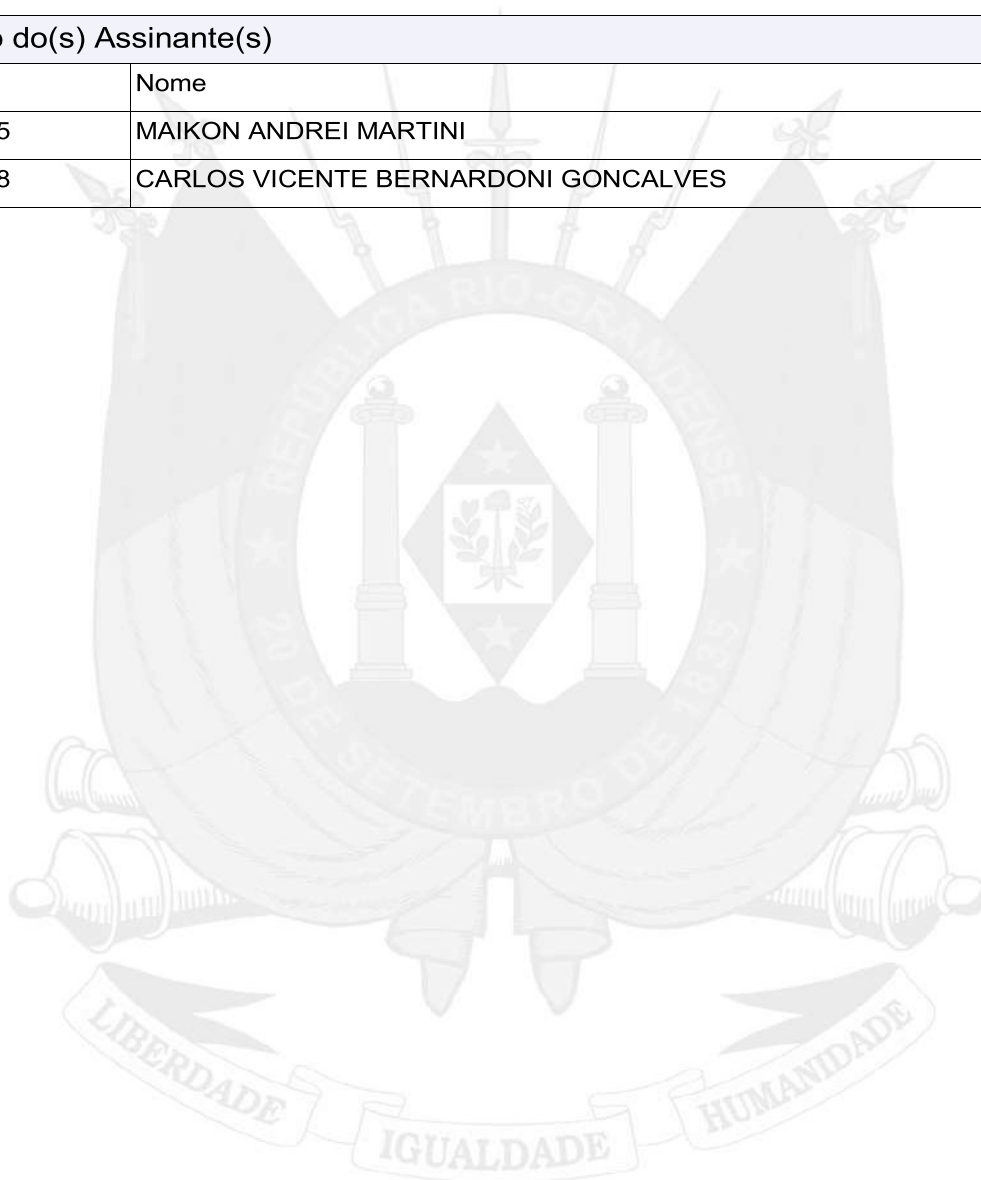 o do(s) Assinante(s)
Nome
5 MAIKON ANDREI MARTINI
8 CARLOS VICENTE BERNARDONI GONCALVES
REPÚBLICA RIO-GRANDENSE
20 DE SETEMBRO DE 1835
LIBERDADE IGUALDADE HUMANIDADE